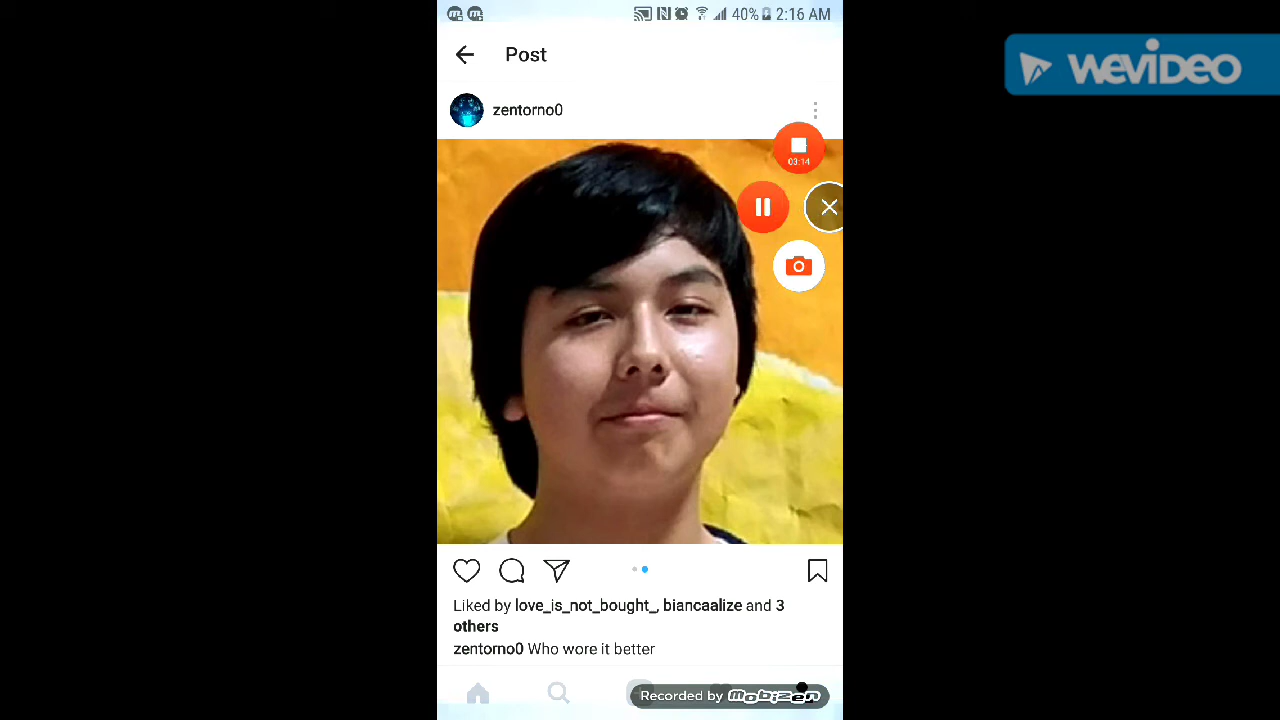 40% 2:16 AM
Post
WEVIDEO
zentorno0
03:14
Liked by love_is_not_bought_, biancaalize and 3
others
zentorno0 Who wore it better
Recorded by mobizen